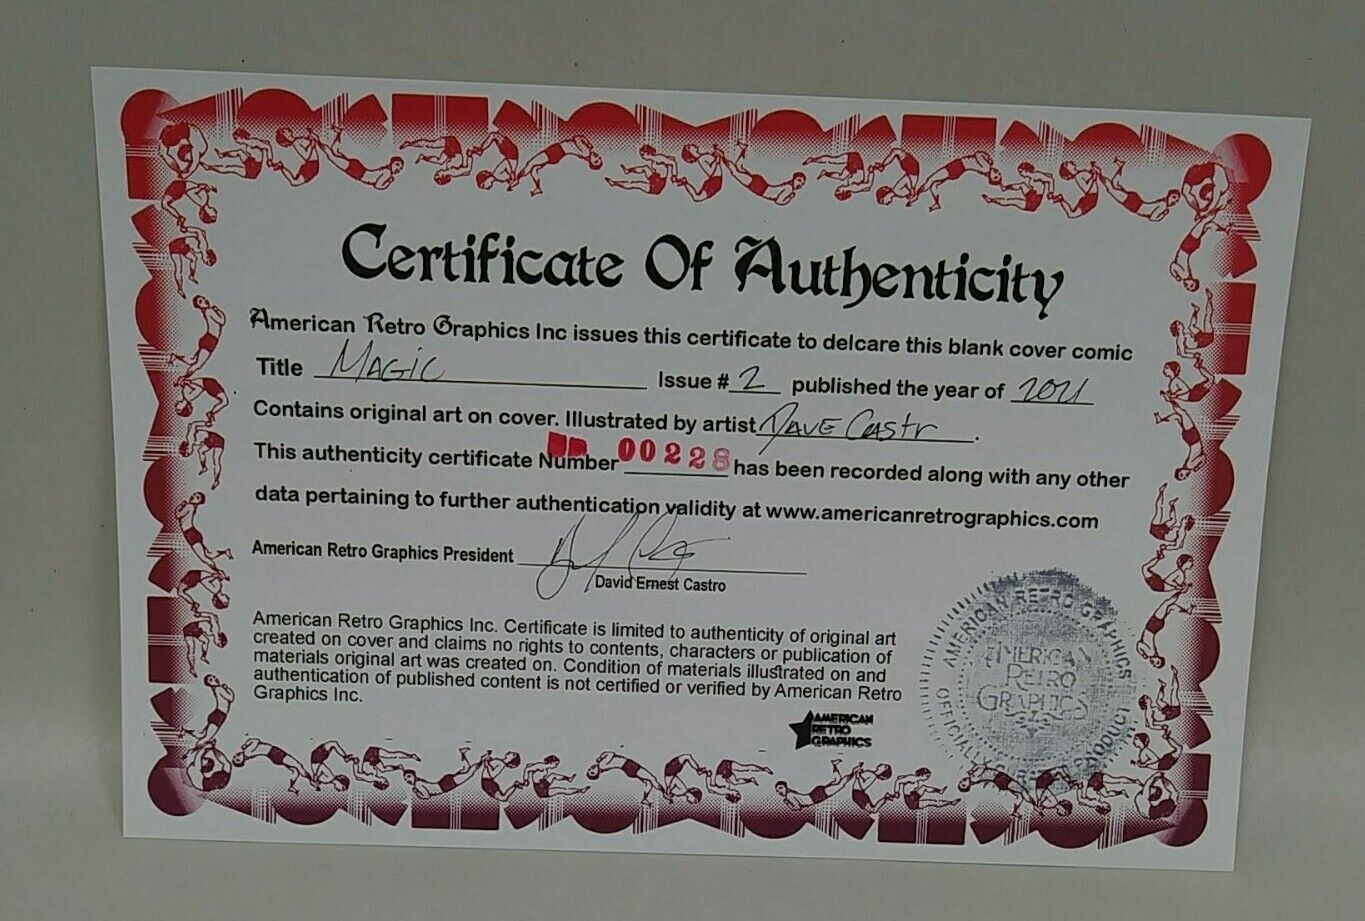 Certificate Of Authenticity
American Retro Graphics Inc issues this certificate to delcare this blank cover comic
Title MAGIC Issue # 2 published the year of 2021
Contains original art on cover. Illustrated by artist DAVE Castr.
This authenticity certificate Number 00228 has been recorded along with any other
data pertaining to further authentication validity at www.americanretrographics.com
American Retro Graphics President
David Ernest Castro
American Retro Graphics Inc. Certificate is limited to authenticity of original art
created on cover and claims no rights to contents, characters or publication of
materials original art was created on. Condition of materials illustrated on and
authentication of published content is not certified or verified by American Retro
Graphics Inc.
AMERICAN
RETRO
GRAPHICS
AMERICAN RETRO GRAPHICS
AMERICAN
RETRO
GRAPHICS
OFFICIALLY
PRODUCT